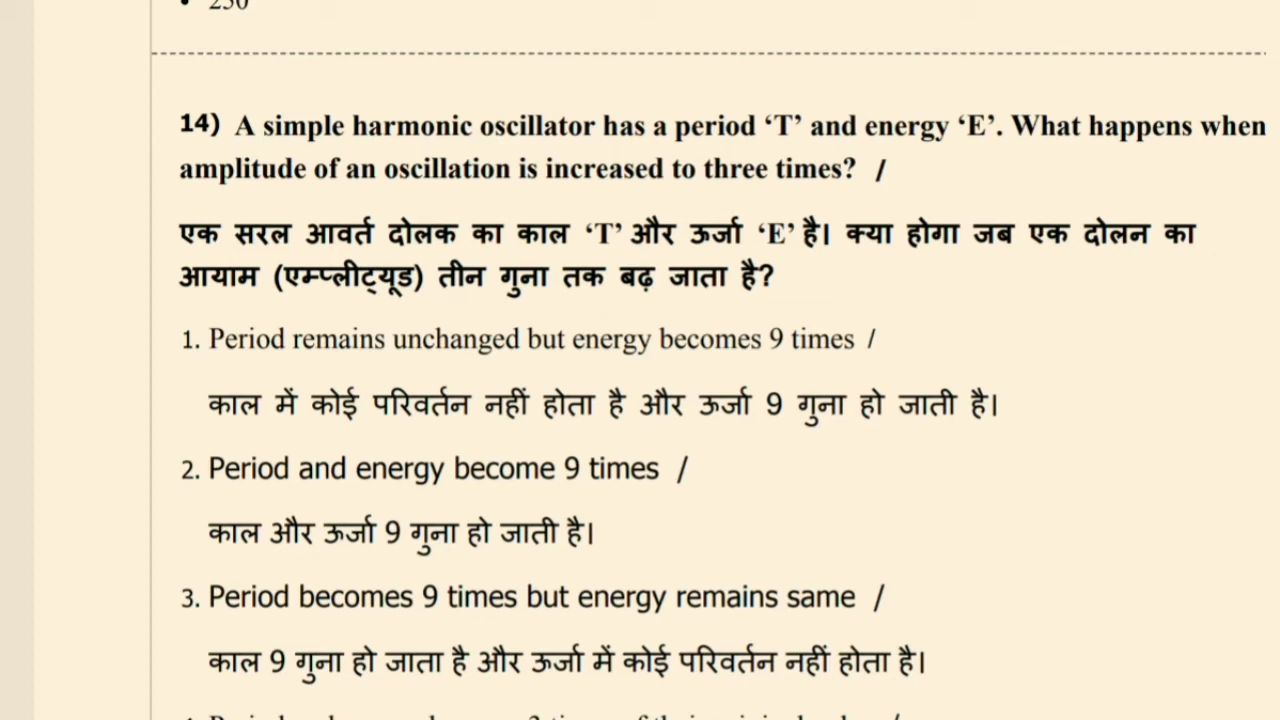 • 250
14) A simple harmonic oscillator has a period ‘T’ and energy ‘E’. What happens when
amplitude of an oscillation is increased to three times? /
एक सरल आवर्त दोलक का काल ‘T’ और ऊर्जा ‘E’ है। क्या होगा जब एक दोलन का
आयाम (एम्प्लीट्यूड) तीन गुना तक बढ़ जाता है?
1. Period remains unchanged but energy becomes 9 times /
काल में कोई परिवर्तन नहीं होता है और ऊर्जा 9 गुना हो जाती है।
2. Period and energy become 9 times /
काल और ऊर्जा 9 गुना हो जाती है।
3. Period becomes 9 times but energy remains same /
काल 9 गुना हो जाता है और ऊर्जा में कोई परिवर्तन नहीं होता है।